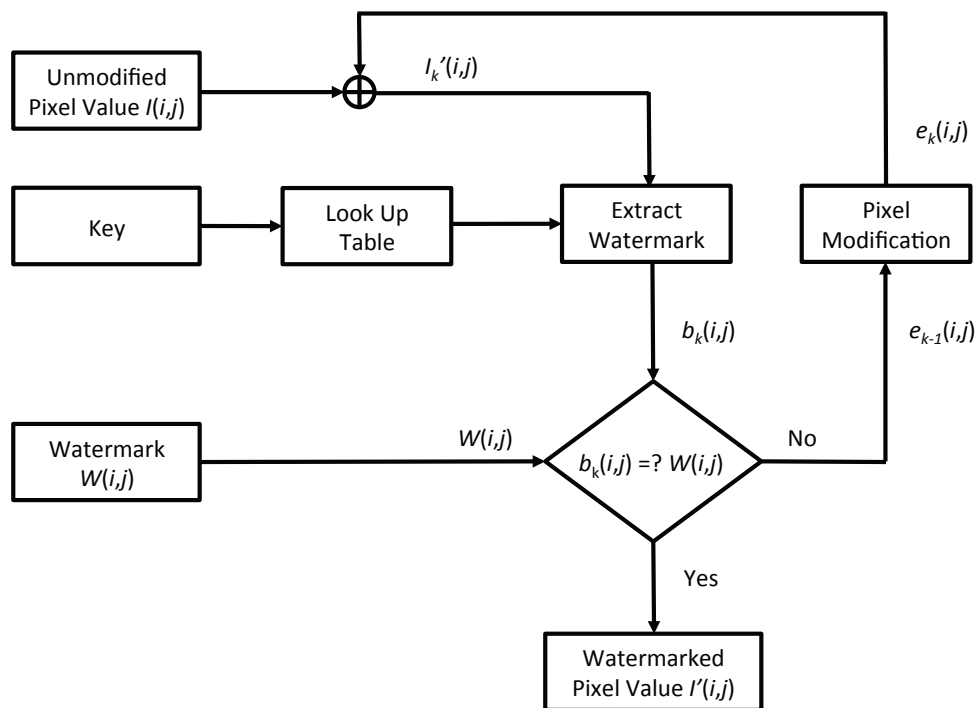 Unmodified
Pixel Value I(i,j)
Iₖ’(i,j)
eₖ(i,j)
Key
Look Up
Table
Extract
Watermark
Pixel
Modification
bₖ(i,j)
eₖ₋₁(i,j)
Watermark
W(i,j)
W(i,j)
bₖ(i,j) =? W(i,j)
No
Yes
Watermarked
Pixel Value I’(i,j)